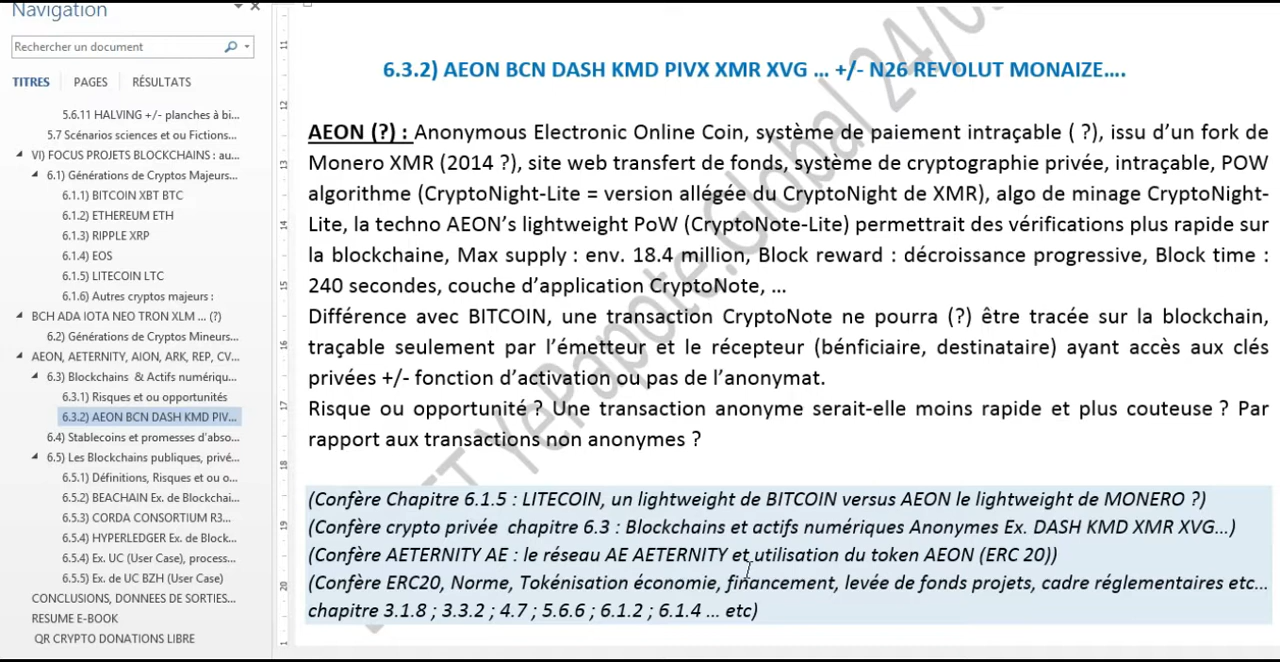 Navigation
Rechercher un document
TITRES PAGES RÉSULTATS
5.6.11 HALVING +/- planches à bi...
5.7 Scénarios sciences et ou Fictions...
VI) FOCUS PROJETS BLOCKCHAINS : au...
6.1) Générations de Cryptos Majeurs...
6.1.1) BITCOIN XBT BTC
6.1.2) ETHEREUM ETH
6.1.3) RIPPLE XRP
6.1.4) EOS
6.1.5) LITECOIN LTC
6.1.6) Autres cryptos majeurs :
BCH ADA IOTA NEO TRON XLM ... (?)
6.2) Générations de Cryptos Mineurs...
AEON, AETERNITY, AION, ARK, REP, CV...
6.3) Blockchains & Actifs numériqu...
6.3.1) Risques et ou opportunités
6.3.2) AEON BCN DASH KMD PIV...
6.4) Stablecoins et promesses d'abso...
6.5) Les Blockchains publiques, privé...
6.5.1) Définitions, Risques et ou o...
6.5.2) BEACHAIN Ex. de Blockchai...
6.5.3) CORDA CONSORTIUM R3...
6.5.4) HYPERLEDGER Ex. de Block...
6.5.4) Ex. UC (User Case), process...
6.5.5) Ex. de UC BZH (User Case)
CONCLUSIONS, DONNEES DE SORTIES...
RESUME E-BOOK
QR CRYPTO DONATIONS LIBRE
11
12
13
14
15
16
17
18
19
20
6.3.2) AEON BCN DASH KMD PIVX XMR XVG ... +/- N26 REVOLUT MONAIZE....
AEON (?) : Anonymous Electronic Online Coin, système de paiement intraçable ( ?), issu d'un fork de
Monero XMR (2014 ?), site web transfert de fonds, système de cryptographie privée, intraçable, POW
algorithme (CryptoNight-Lite = version allégée du CryptoNight de XMR), algo de minage CryptoNight-
Lite, la techno AEON's lightweight PoW (CryptoNote-Lite) permettrait des vérifications plus rapide sur
la blockchaine, Max supply : env. 18.4 million, Block reward : décroissance progressive, Block time :
240 secondes, couche d'application CryptoNote, ...
Différence avec BITCOIN, une transaction CryptoNote ne pourra (?) être tracée sur la blockchain,
traçable seulement par l'émetteur et le récepteur (bénficiaire, destinataire) ayant accès aux clés
privées +/- fonction d'activation ou pas de l'anonymat.
Risque ou opportunité ? Une transaction anonyme serait-elle moins rapide et plus couteuse ? Par
rapport aux transactions non anonymes ?
(Confère Chapitre 6.1.5 : LITECOIN, un lightweight de BITCOIN versus AEON le lightweight de MONERO ?)
(Confère crypto privée chapitre 6.3 : Blockchains et actifs numériques Anonymes Ex. DASH KMD XMR XVG...)
(Confère AETERNITY AE : le réseau AE AETERNITY et utilisation du token AEON (ERC 20))
(Confère ERC20, Norme, Tokénisation économie, financement, levée de fonds projets, cadre réglementaires etc...
chapitre 3.1.8 ; 3.3.2 ; 4.7 ; 5.6.6 ; 6.1.2 ; 6.1.4 ... etc)
YePapote.Global 24/0